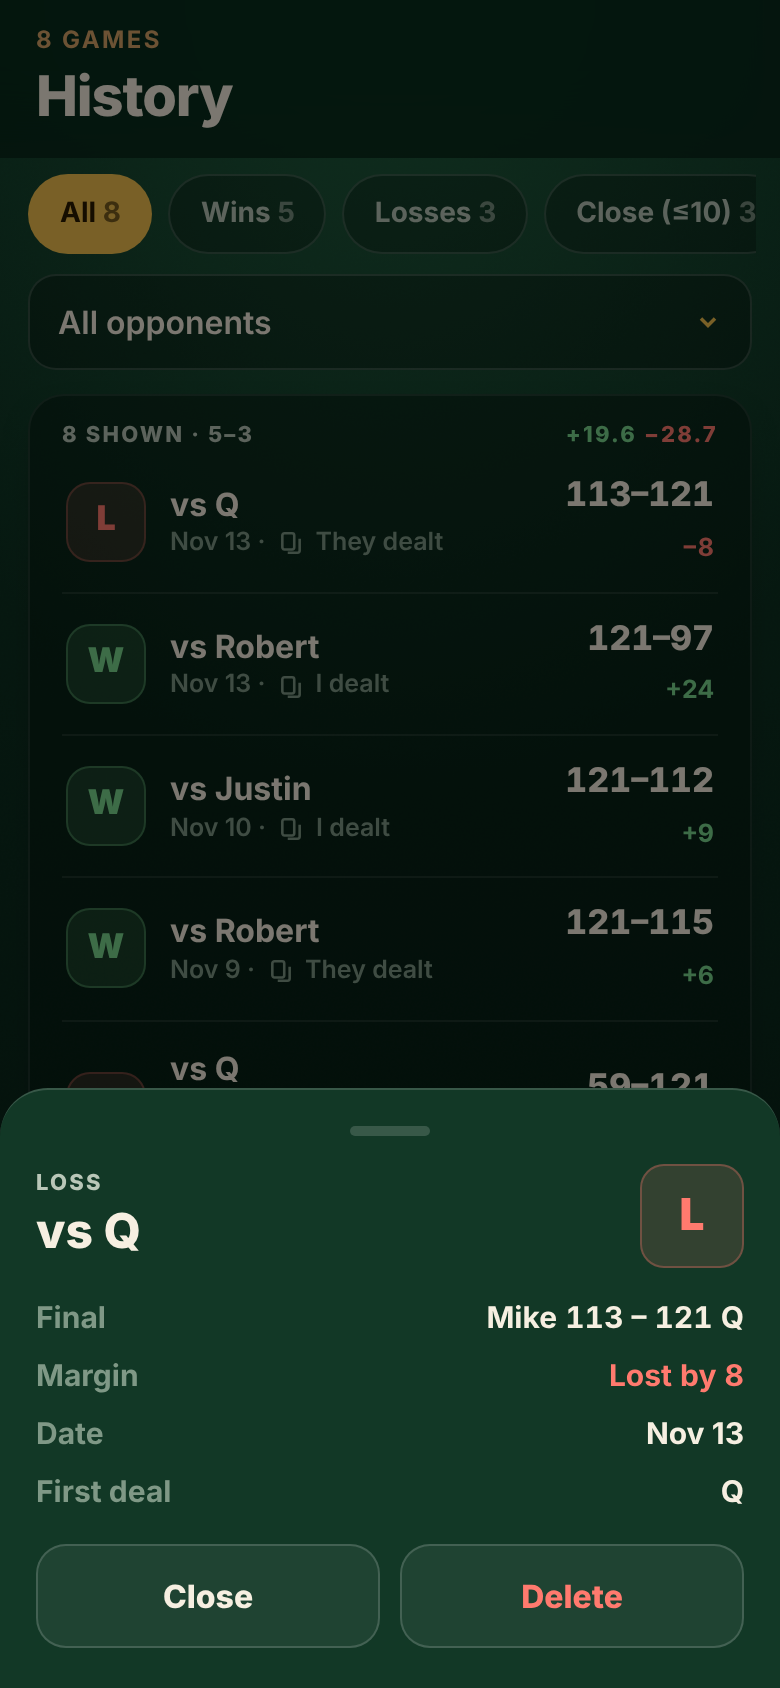 8 GAMES
History
All 8 Wins 5 Losses 3 Close (≤10) 3
All opponents
8 SHOWN · 5–3 +19.6 −28.7
L vs Q 113–121
Nov 13 · They dealt −8
W vs Robert 121–97
Nov 13 · I dealt +24
W vs Justin 121–112
Nov 10 · I dealt +9
W vs Robert 121–115
Nov 9 · They dealt +6
vs Q 59–121
LOSS
vs Q L
Final Mike 113 – 121 Q
Margin Lost by 8
Date Nov 13
First deal Q
Close Delete